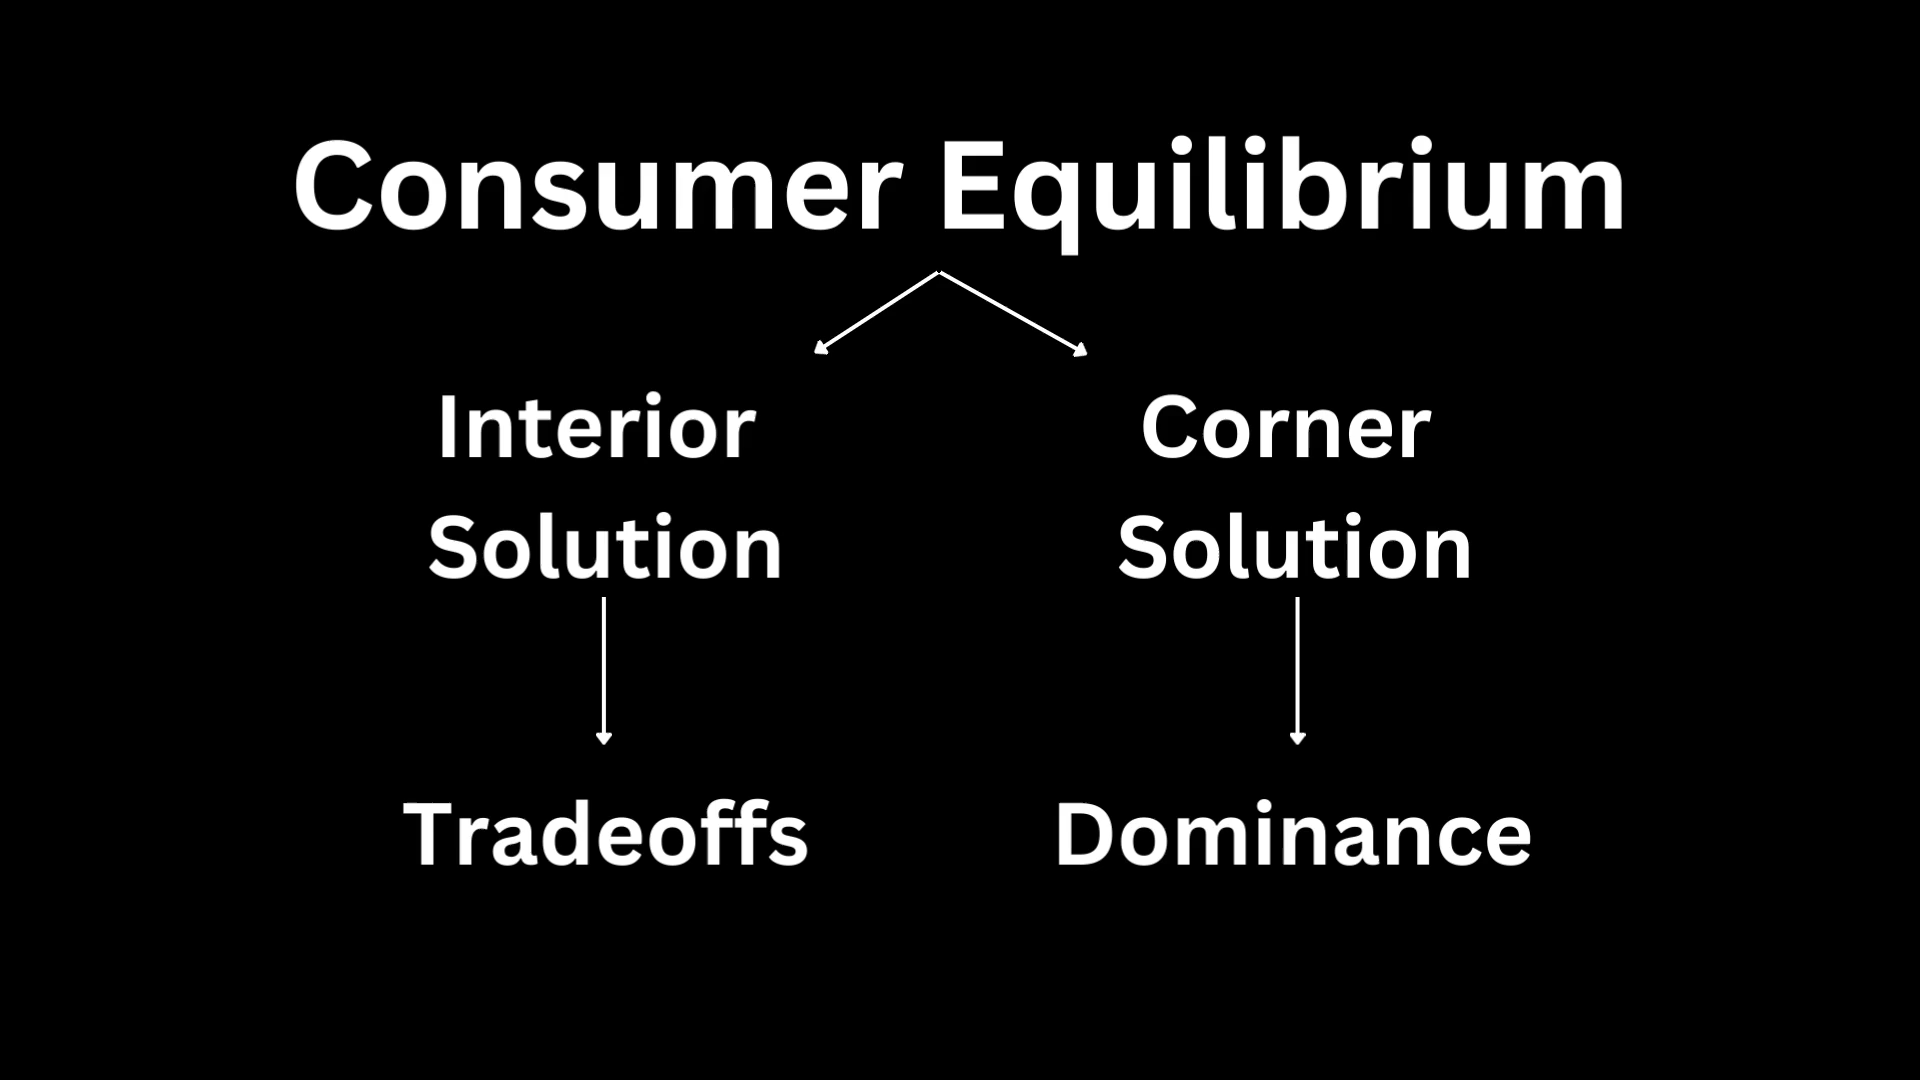 Consumer Equilibrium
Interior
Solution
Corner
Solution
Tradeoffs
Dominance